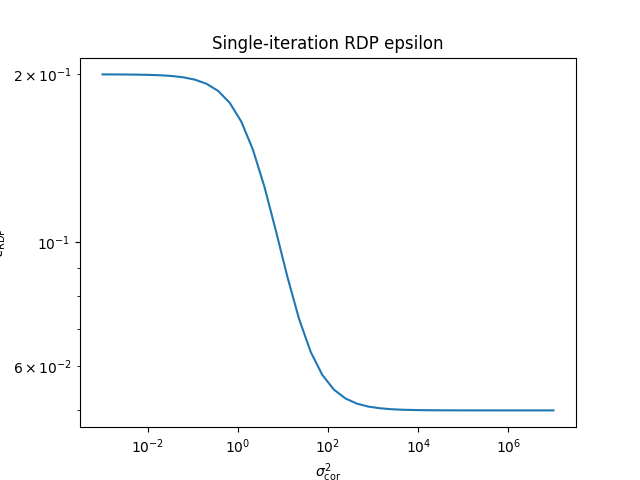 Single-iteration RDP epsilon
2 × 10⁻¹
10⁻¹
6 × 10⁻²
10⁻² 10⁰ 10² 10⁴ 10⁶
σ²cor